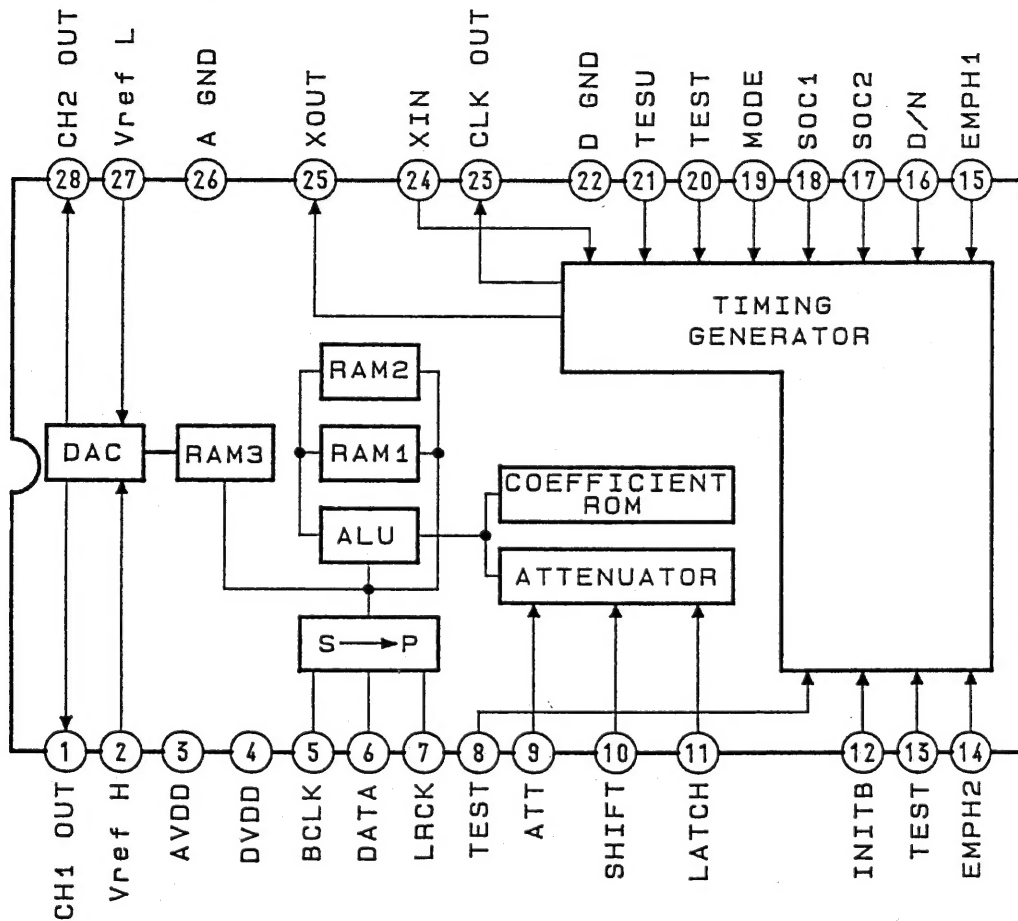 CH2 OUT
Vref L
A GND
XOUT
XIN
CLK OUT
D GND
TESU
TEST
MODE
SOC1
SOC2
D/N
EMPH1
28
27
26
25
24
23
22
21
20
19
18
17
16
15
TIMING
GENERATOR
RAM2
DAC
RAM3
RAM1
COEFFICIENT
ROM
ALU
ATTENUATOR
S P
1
2
3
4
5
6
7
8
9
10
11
12
13
14
CH1 OUT
Vref H
AVDD
DVDD
BCLK
DATA
LRCK
TEST
ATT
SHIFT
LATCH
INITB
TEST
EMPH2